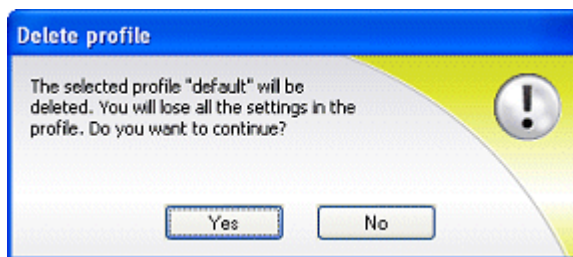 Delete profile
The selected profile "default" will be
deleted. You will lose all the settings in the
profile. Do you want to continue?
Yes
No